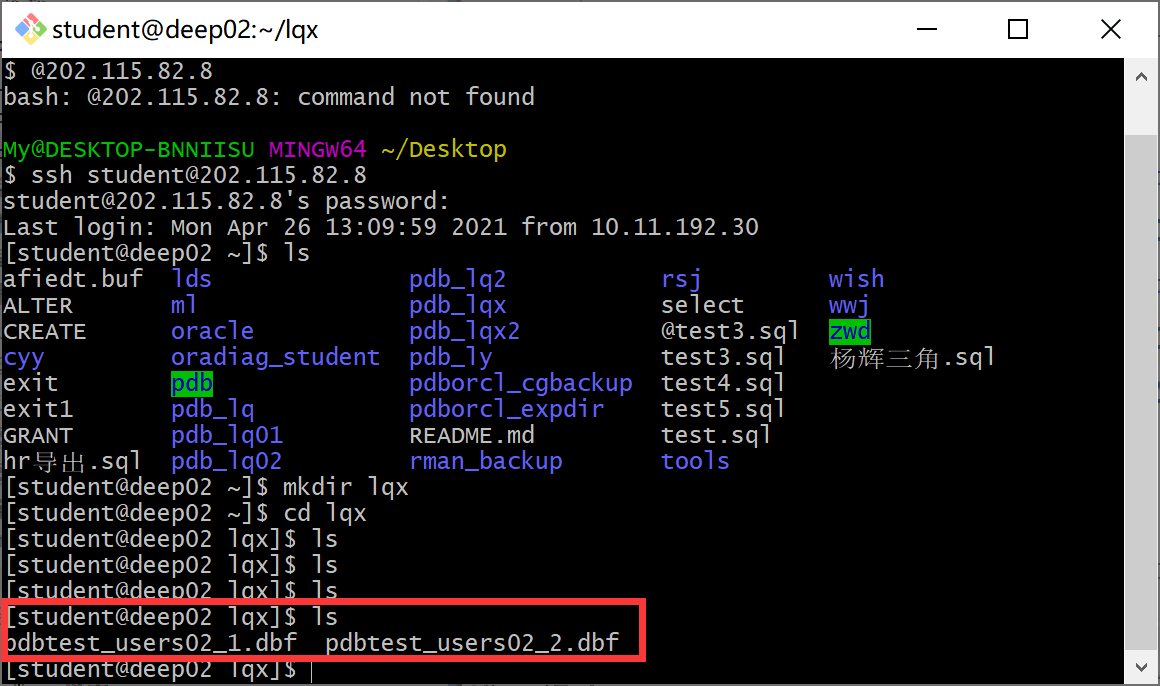 student@deep02:~/lqx
$ @202.115.82.8
bash: @202.115.82.8: command not found
My@DESKTOP-BNNIISU MINGW64 ~/Desktop
$ ssh student@202.115.82.8
student@202.115.82.8's password:
Last login: Mon Apr 26 13:09:59 2021 from 10.11.192.30
[student@deep02 ~]$ ls
afiedt.buf lds pdb_lq2 rsj wish
ALTER ml pdb_lqx select wwj
CREATE oracle pdb_lqx2 @test3.sql zwd
cyy oradiag_student pdb_ly test3.sql 杨辉三角.sql
exit pdb pdborcl_cgbackup test4.sql
exit1 pdb_lq pdborcl_expdir test5.sql
GRANT pdb_lq01 README.md test.sql
hr导出.sql pdb_lq02 rman_backup tools
[student@deep02 ~]$ mkdir lqx
[student@deep02 ~]$ cd lqx
[student@deep02 lqx]$ ls
[student@deep02 lqx]$ ls
[student@deep02 lqx]$ ls
[student@deep02 lqx]$ ls
pdbtest_users02_1.dbf pdbtest_users02_2.dbf
[student@deep02 lqx]$